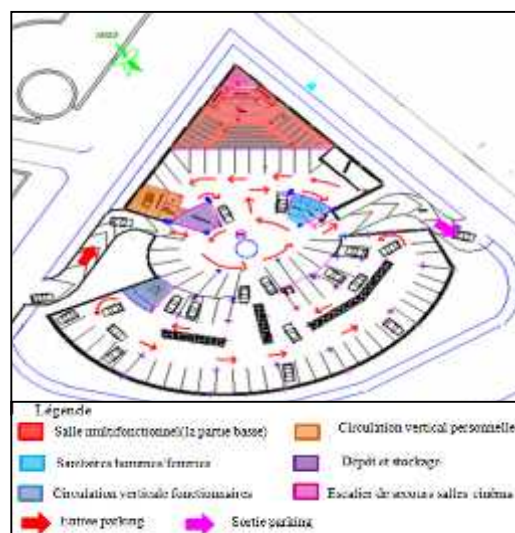 Légende
Salle multifonctionnel(la partie basse)
Circulation vertical personnelle
Sanitaires hommes/femmes
Dépôt et stockage
Circulation verticale fonctionnaires
Escalier de secours salles cinéma
Entrée parking
Sortie parking